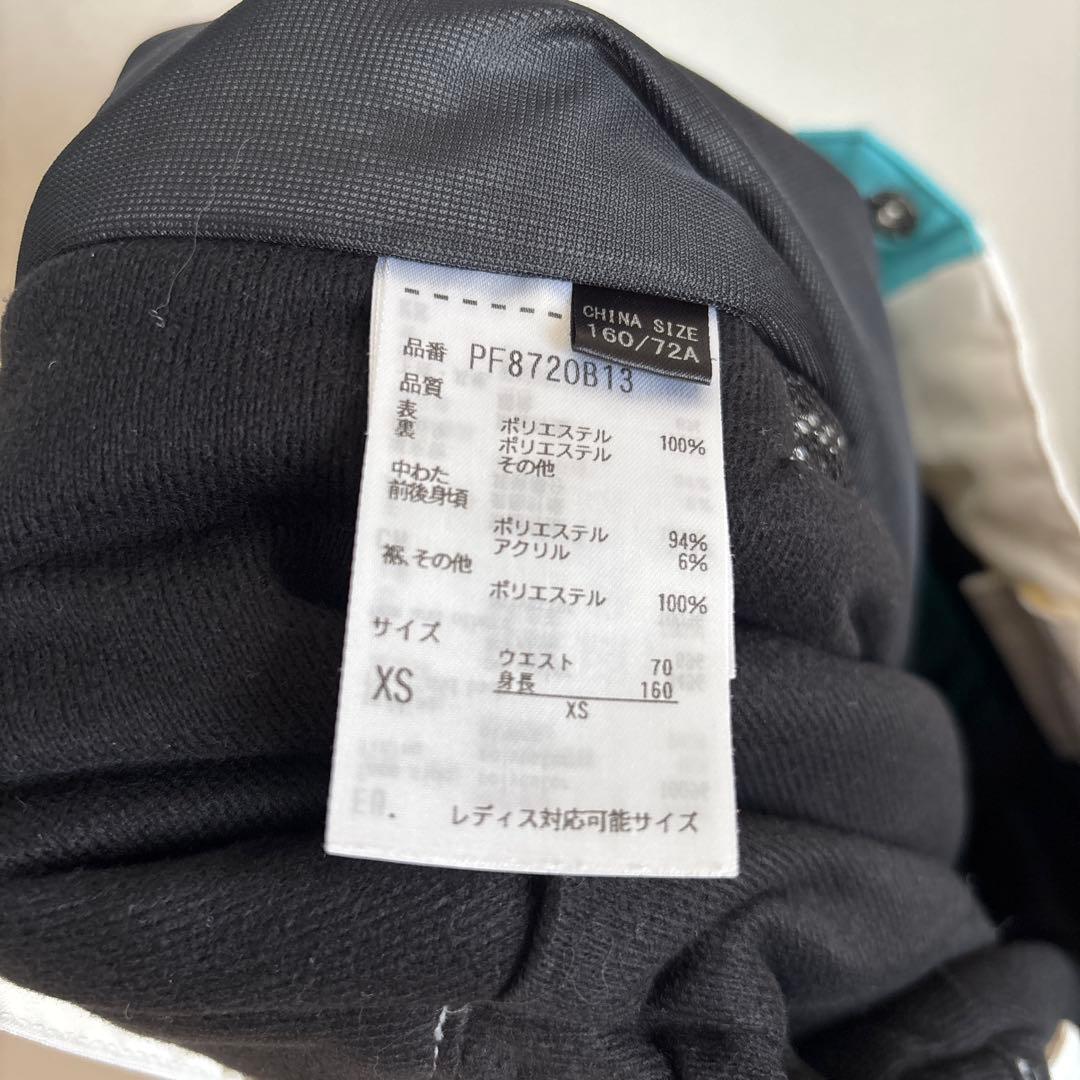 CHINA SIZE
160/72A
品番 PF8720B13
品質
表 ポリエステル 100%
裏 ポリエステル
その他
中わた
前後身頃
ポリエステル 94%
アクリル 6%
裾、その他
ポリエステル 100%
サイズ
XS ウエスト 70
身長 160
XS
レディス対応可能サイズ